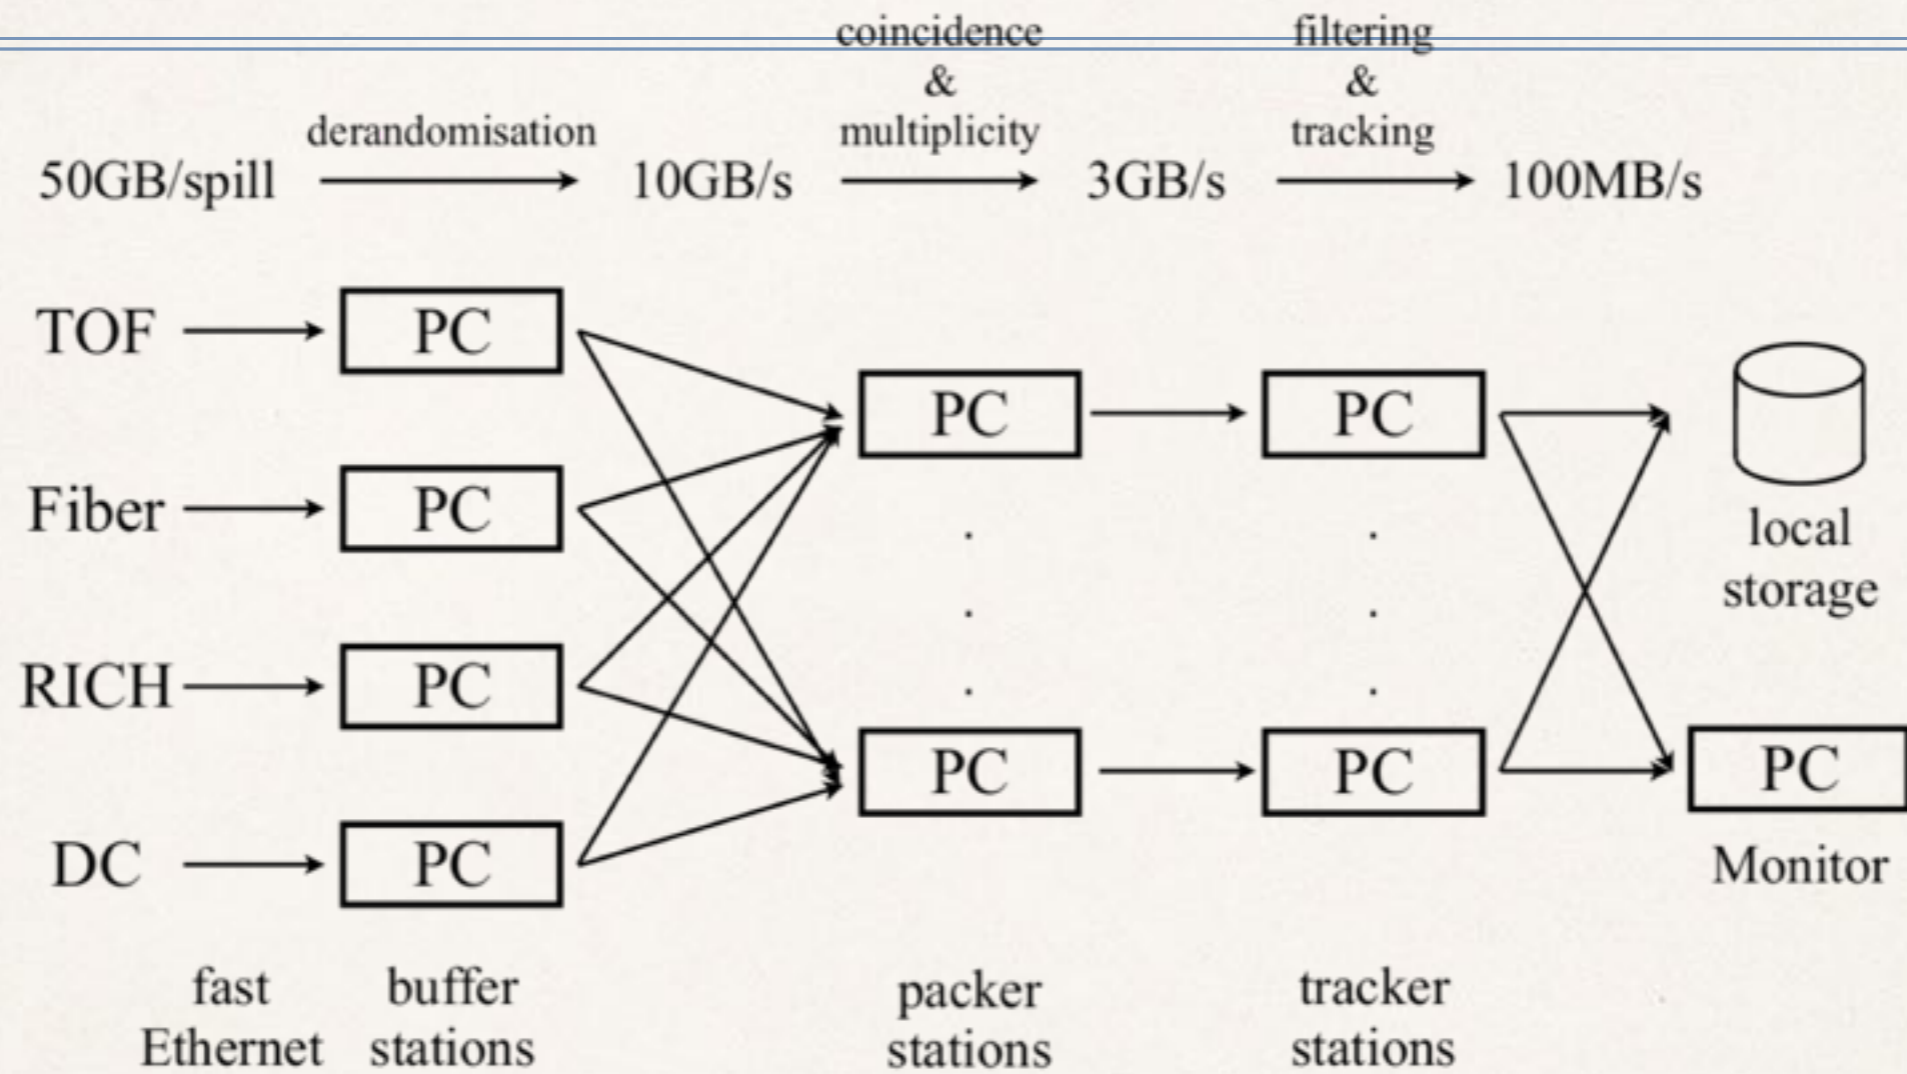 coincidence
&
multiplicity
filtering
&
tracking
derandomisation
50GB/spill
10GB/s
3GB/s
100MB/s
TOF
PC
Fiber
PC
RICH
PC
DC
PC
PC
PC
PC
PC
local
storage
PC
Monitor
fast
Ethernet
buffer
stations
packer
stations
tracker
stations